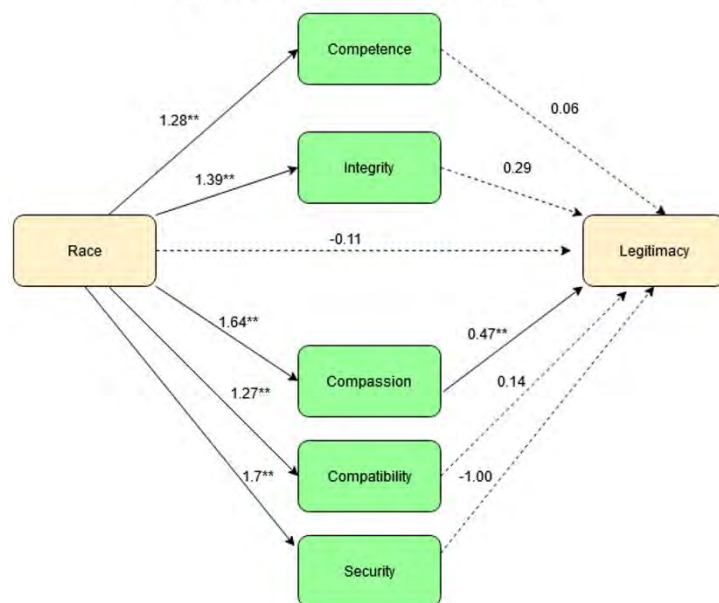 Competence
1.28**
0.06
Integrity
1.39**
0.29
Race
-0.11
Legitimacy
1.64**
0.47**
Compassion
1.27**
0.14
Compatibility
1.7**
-1.00
Security